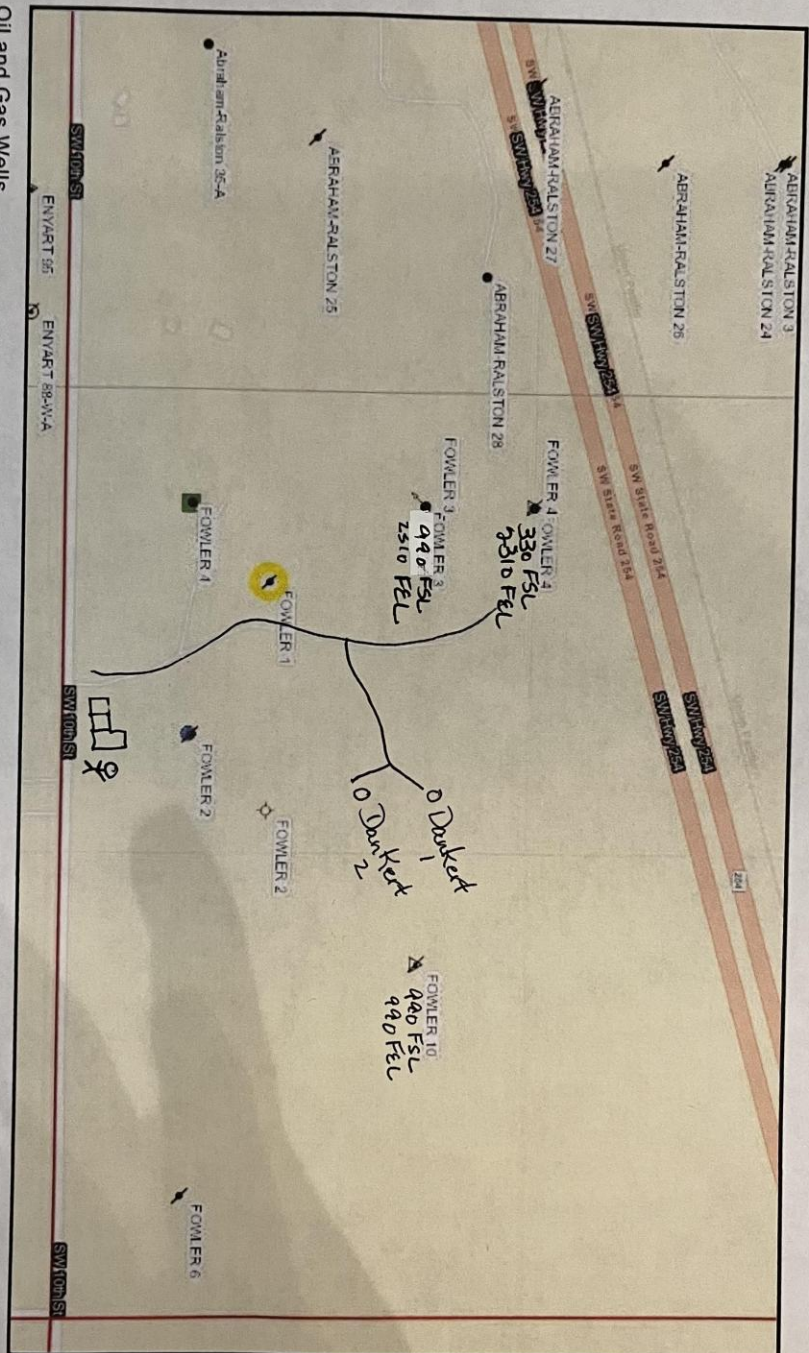 ABRAHAM-RALSTON 3
ABRAHAM-RALSTON 24
ABRAHAM-RALSTON 26
ABRAHAM-RALSTON 27
SW Hwy 254
SW Hwy 254
SW State Road 254
SW State Road 254
SW Hwy 254
SW Hwy 254
254
Abraham-Ralston 35-A
ABRAHAM-RALSTON 25
ABRAHAM-RALSTON 28
FOWLER 4
FOWLER 4
330 FSL
2310 FEL
FOWLER 3
FOWLER 3
990 FSL
2310 FEL
O Dankert
1
O Dankert
2
FOWLER 10
990 FSL
990 FEL
FOWLER 1
FOWLER 2
FOWLER 4
FOWLER 2
FOWLER 6
SW 10th St
SW 10th St
SW 10th St
ENYART 95
ENYART 88-W-A
Oil and Gas Wells